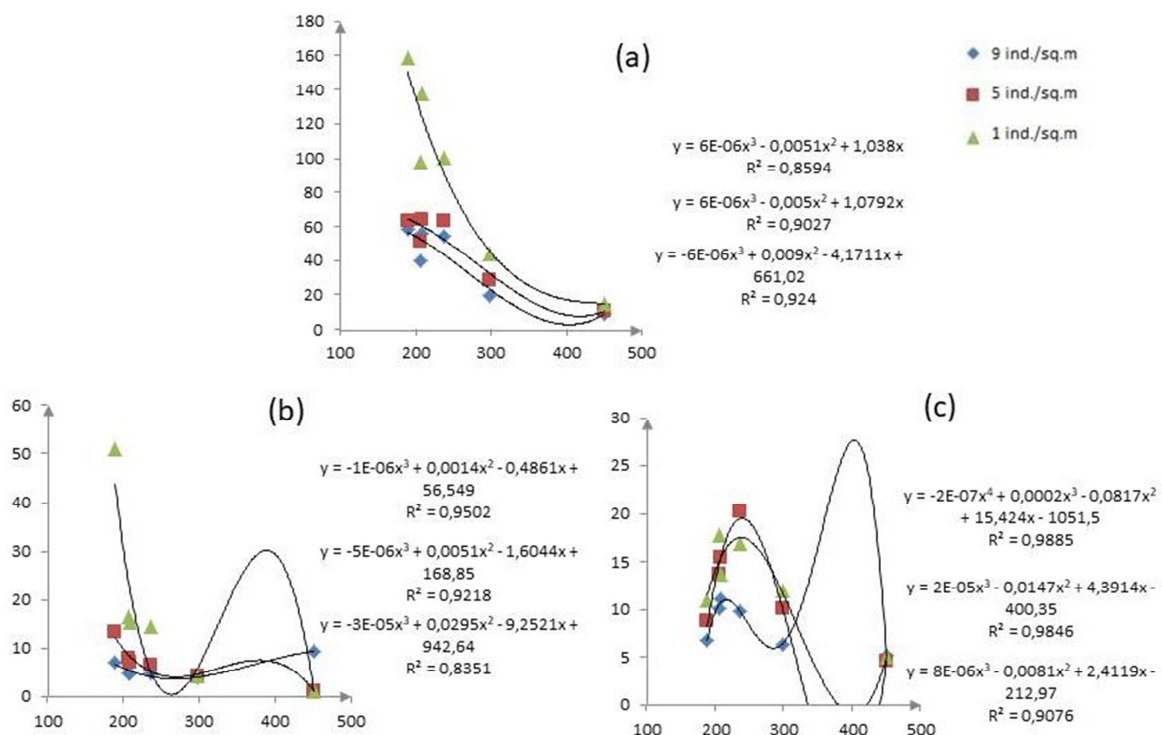 (a)
180
160
140
120
100
80
60
40
20
0
100 200 300 400 500
9 ind./sq.m
5 ind./sq.m
1 ind./sq.m
y = 6E-06x³ - 0,0051x² + 1,038x
R² = 0,8594
y = 6E-06x³ - 0,005x² + 1,0792x
R² = 0,9027
y = -6E-06x³ + 0,009x² - 4,1711x +
661,02
R² = 0,924
(b)
60
50
40
30
20
10
0
100 200 300 400 500
y = -1E-06x³ + 0,0014x² - 0,4861x +
56,549
R² = 0,9502
y = -5E-06x³ + 0,0051x² - 1,6044x +
168,85
R² = 0,9218
y = -3E-05x³ + 0,0295x² - 9,2521x +
942,64
R² = 0,8351
(c)
30
25
20
15
10
5
0
100 200 300 400 500
y = -2E-07x⁴ + 0,0002x³ - 0,0817x²
+ 15,424x - 1051,5
R² = 0,9885
y = 2E-05x³ - 0,0147x² + 4,3914x -
400,35
R² = 0,9846
y = 8E-06x³ - 0,0081x² + 2,4119x -
212,97
R² = 0,9076